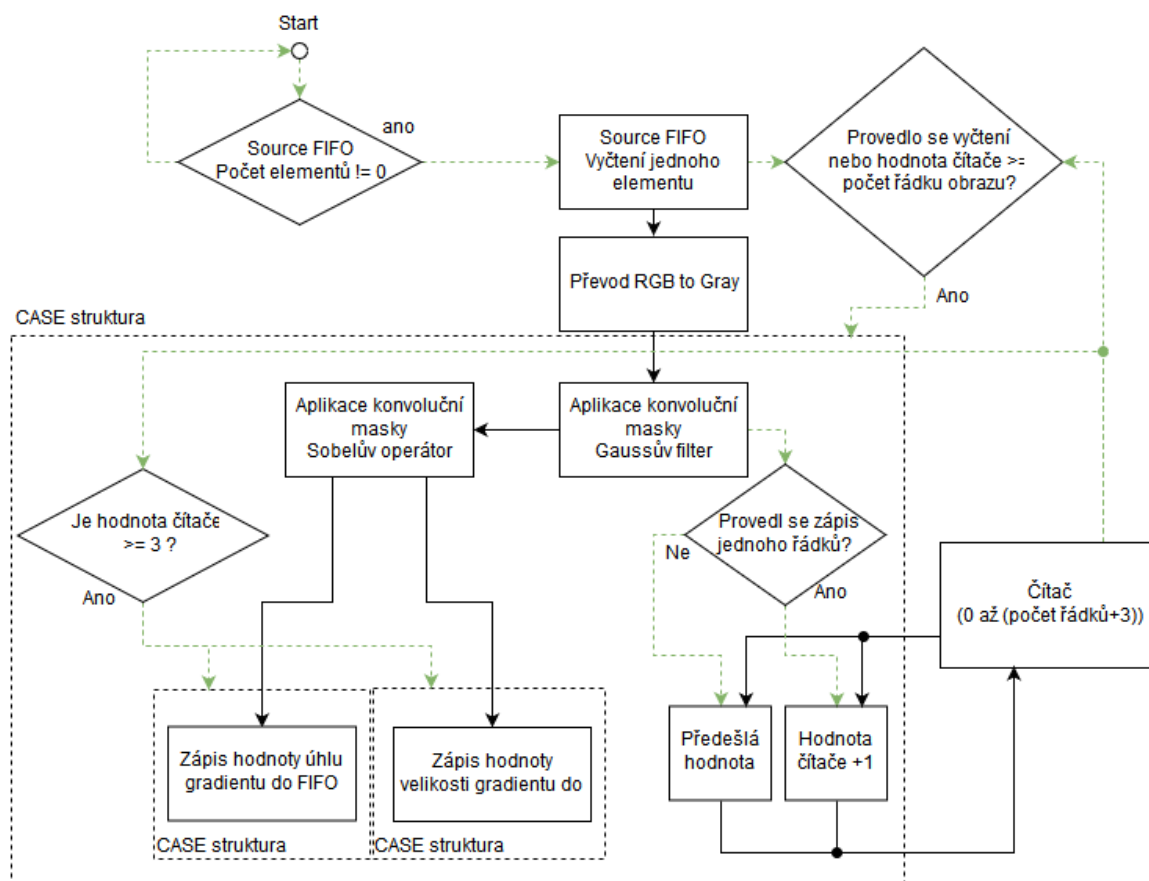 Start
ano
Source FIFO
Počet elementů != 0
Source FIFO
Vyčtení jednoho
elementu
Provedlo se vyčtení
nebo hodnota čítače >=
počet řádku obrazu?
Ano
Převod RGB to Gray
CASE struktura
Aplikace konvoluční
masky
Sobelův operátor
Aplikace konvoluční
masky
Gaussův filter
Je hodnota čítače
>= 3 ?
Ano
Provedl se zápis
jednoho řádků?
Ne
Ano
Čítač
(0 až (počet řádků+3))
Zápis hodnoty úhlu
gradientu do FIFO
CASE struktura
Zápis hodnoty
velikosti gradientu do
CASE struktura
Předešlá
hodnota
Hodnota
čítače +1